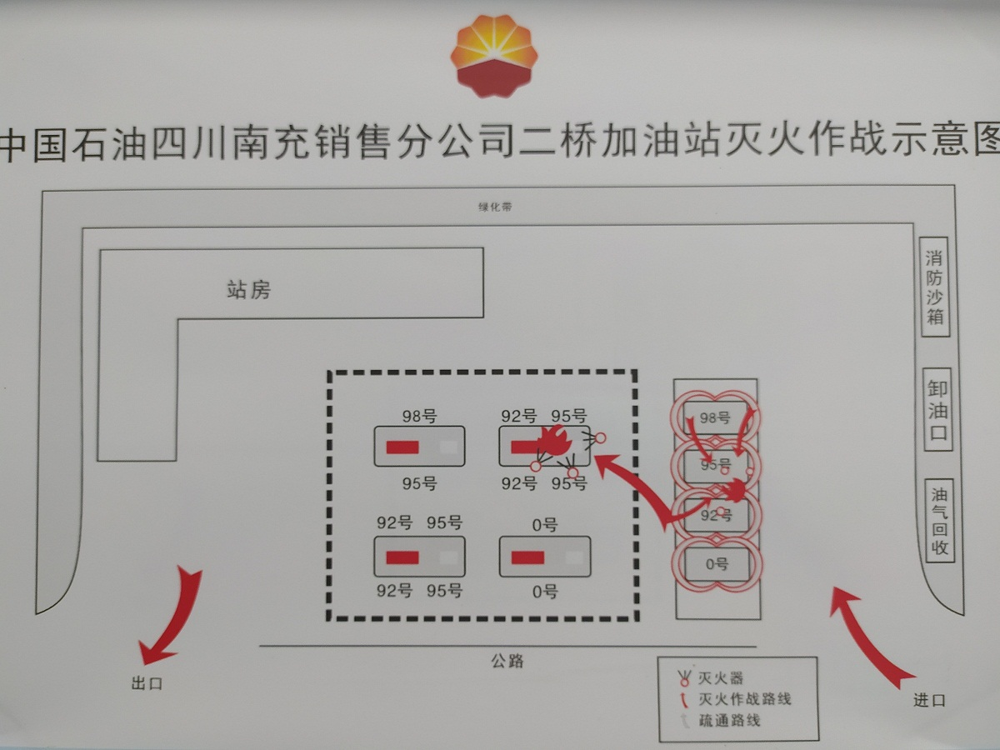 中国石油四川南充销售分公司二桥加油站灭火作战示意图
绿化带
站房
消防沙箱
卸油口
油气回收
98号
92号 95号
95号
92号 95号
92号 95号
0号
92号 95号
0号
98号
95号
92号
0号
公路
出口
进口
灭火器
灭火作战路线
疏通路线